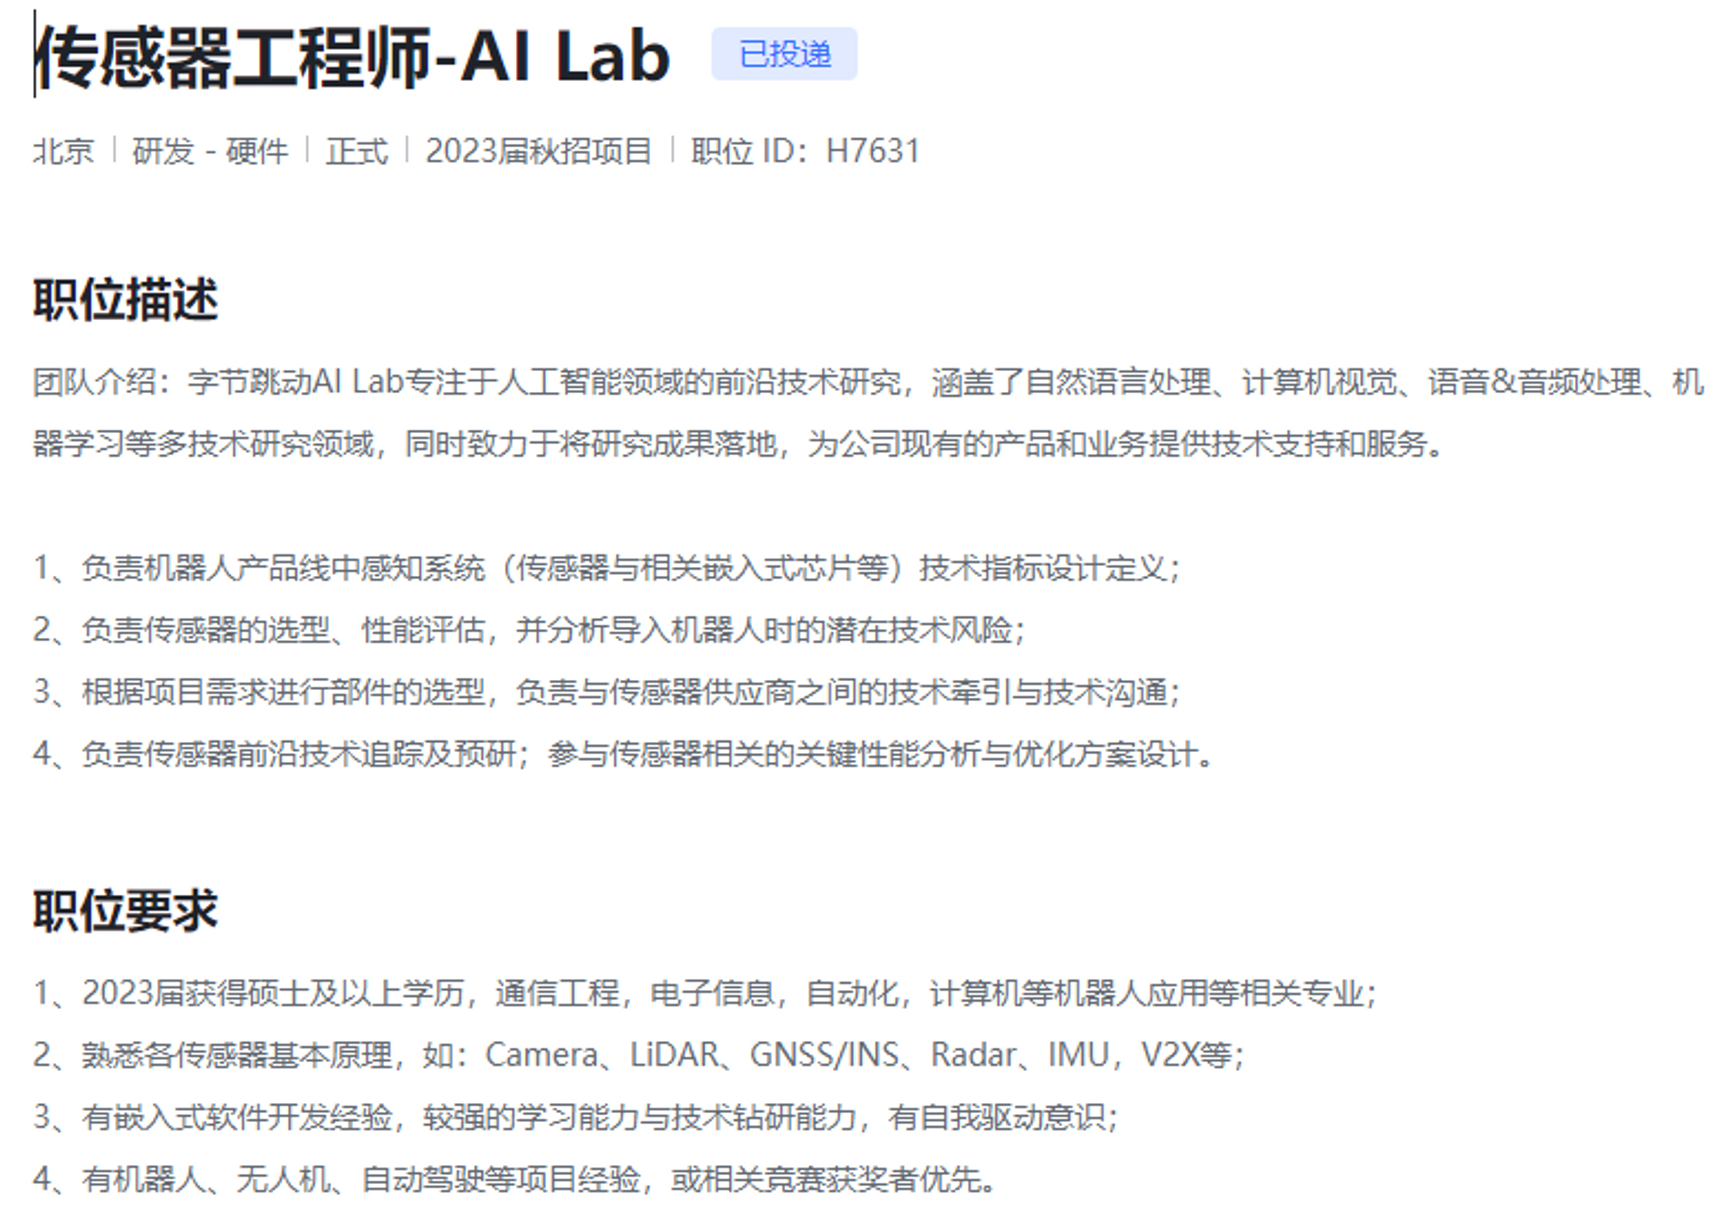 传感器工程师-AI Lab 已投递
北京 | 研发 - 硬件 | 正式 | 2023届秋招项目 | 职位 ID：H7631
职位描述
团队介绍：字节跳动AI Lab专注于人工智能领域的前沿技术研究，涵盖了自然语言处理、计算机视觉、语音&音频处理、机
器学习等多技术研究领域，同时致力于将研究成果落地，为公司现有的产品和业务提供技术支持和服务。
1、负责机器人产品线中感知系统（传感器与相关嵌入式芯片等）技术指标设计定义；
2、负责传感器的选型、性能评估，并分析导入机器人时的潜在技术风险；
3、根据项目需求进行部件的选型，负责与传感器供应商之间的技术牵引与技术沟通；
4、负责传感器前沿技术追踪及预研；参与传感器相关的关键性能分析与优化方案设计。
职位要求
1、2023届获得硕士及以上学历，通信工程，电子信息，自动化，计算机等机器人应用等相关专业；
2、熟悉各传感器基本原理，如：Camera、LiDAR、GNSS/INS、Radar、IMU，V2X等；
3、有嵌入式软件开发经验，较强的学习能力与技术钻研能力，有自我驱动意识；
4、有机器人、无人机、自动驾驶等项目经验，或相关竞赛获奖者优先。